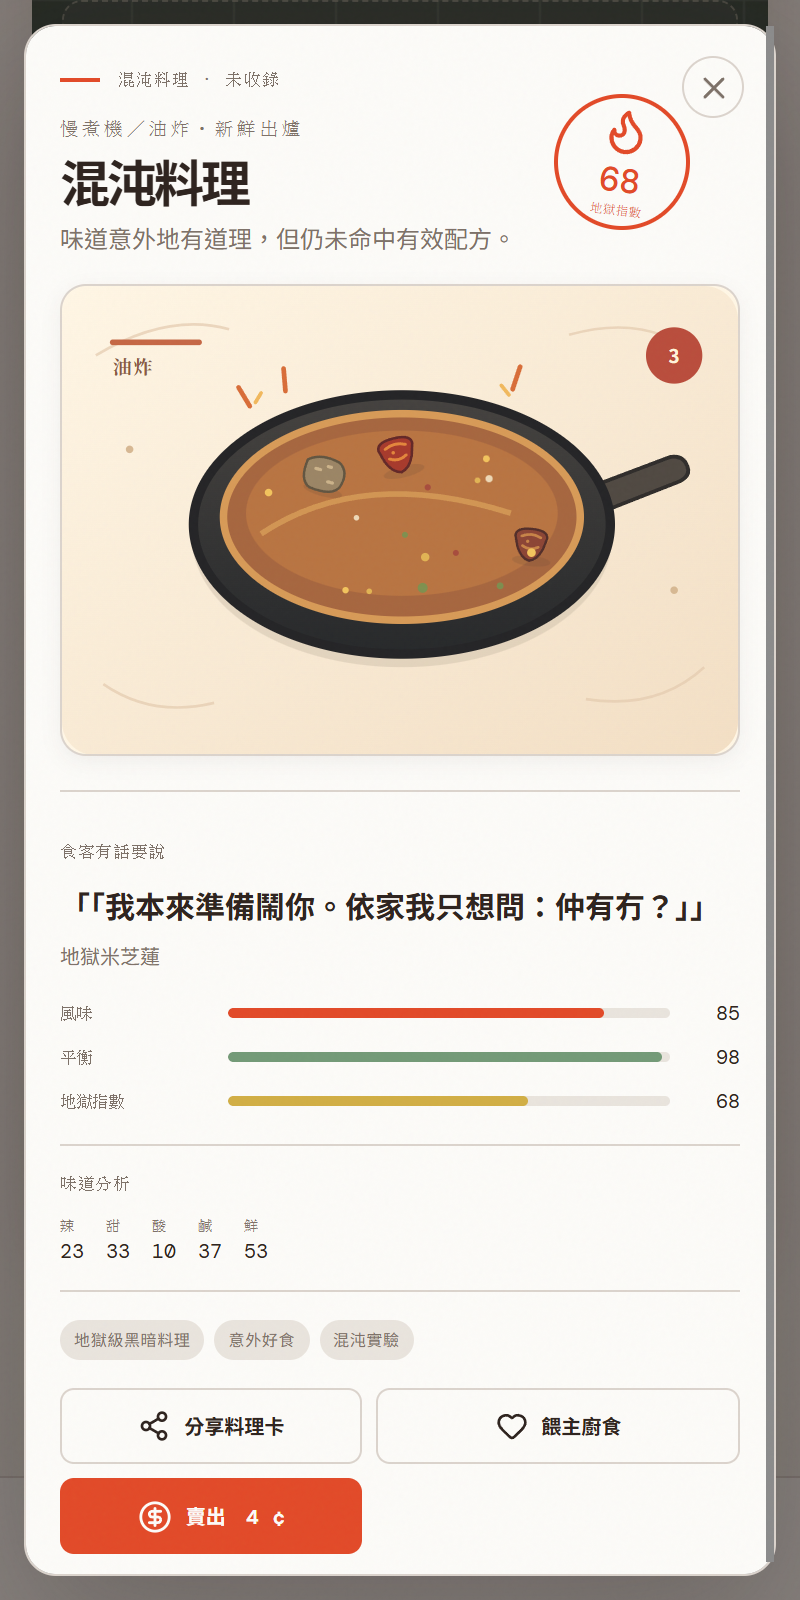 混沌料理 · 未收錄
慢煮機／油炸・新鮮出爐
混沌料理
味道意外地有道理，但仍未命中有效配方。
68
地獄指數
油炸
3
食客有話要說
「「我本來準備鬧你。依家我只想問：仲有冇？」」
地獄米芝蓮
風味 85
平衡 98
地獄指數 68
味道分析
辣 甜 酸 鹹 鮮
23 33 10 37 53
地獄級黑暗料理 意外好食 混沌實驗
分享料理卡 餵主廚食
賣出 4 ¢